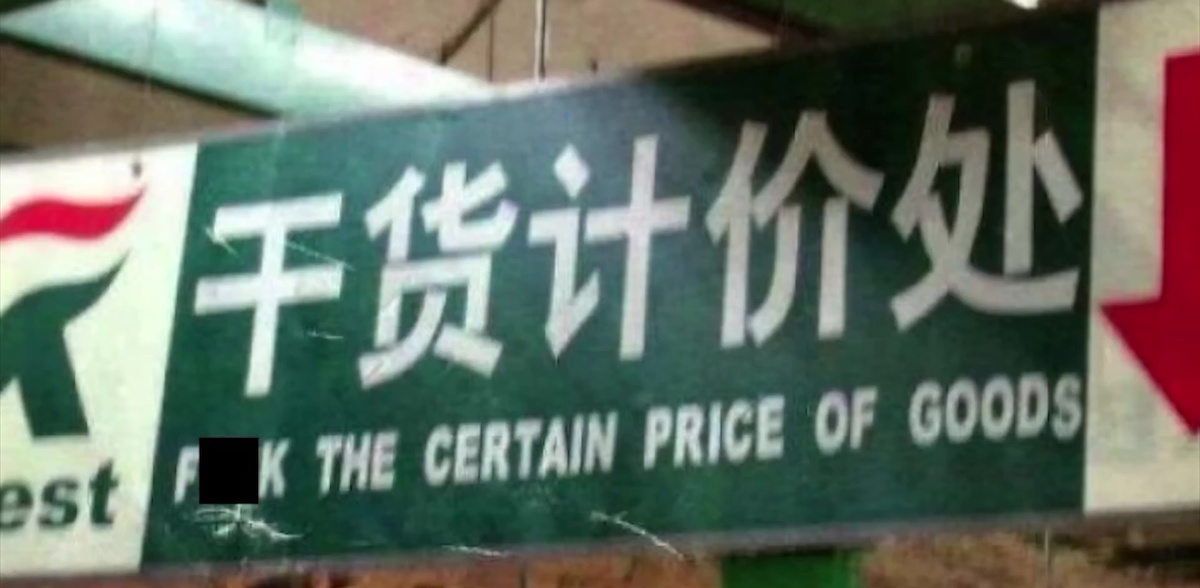 干货计价处
F K THE CERTAIN PRICE OF GOODS
est